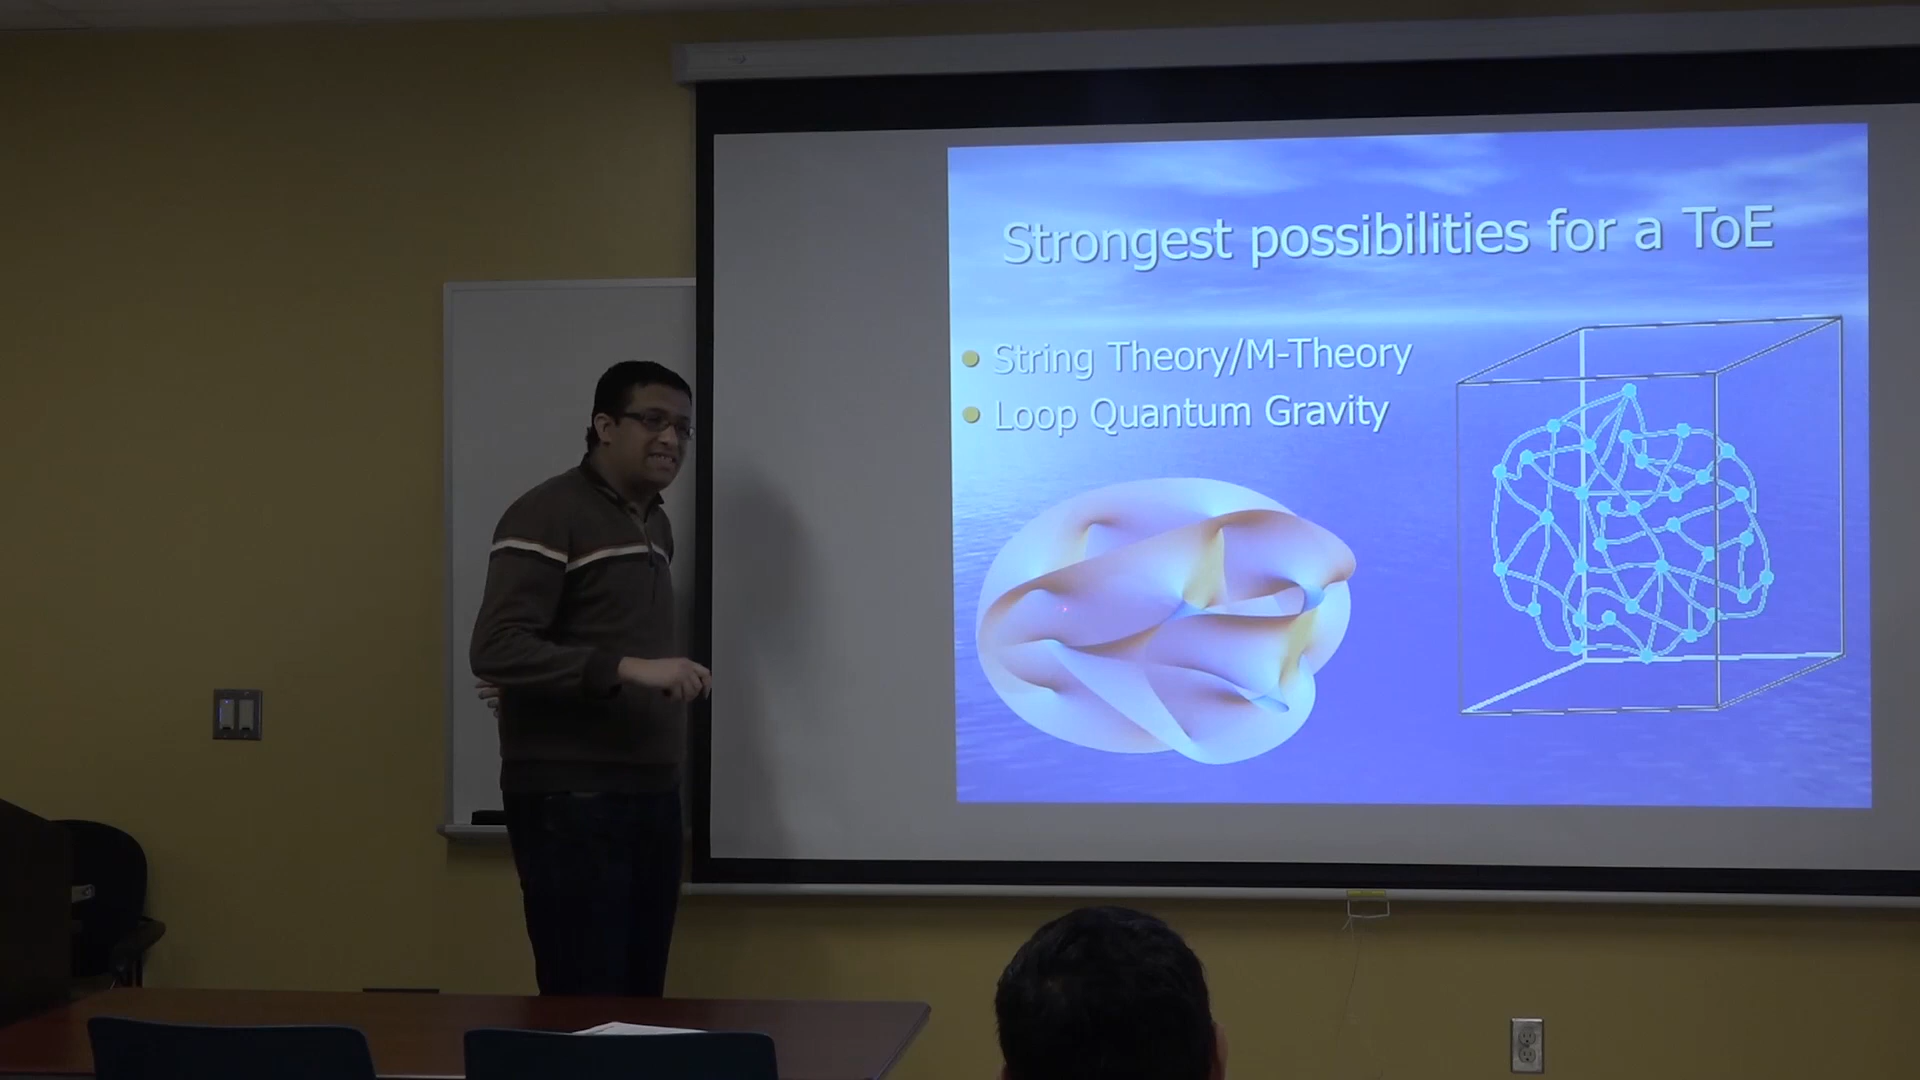 Strongest possibilities for a ToE
String Theory/M-Theory
Loop Quantum Gravity